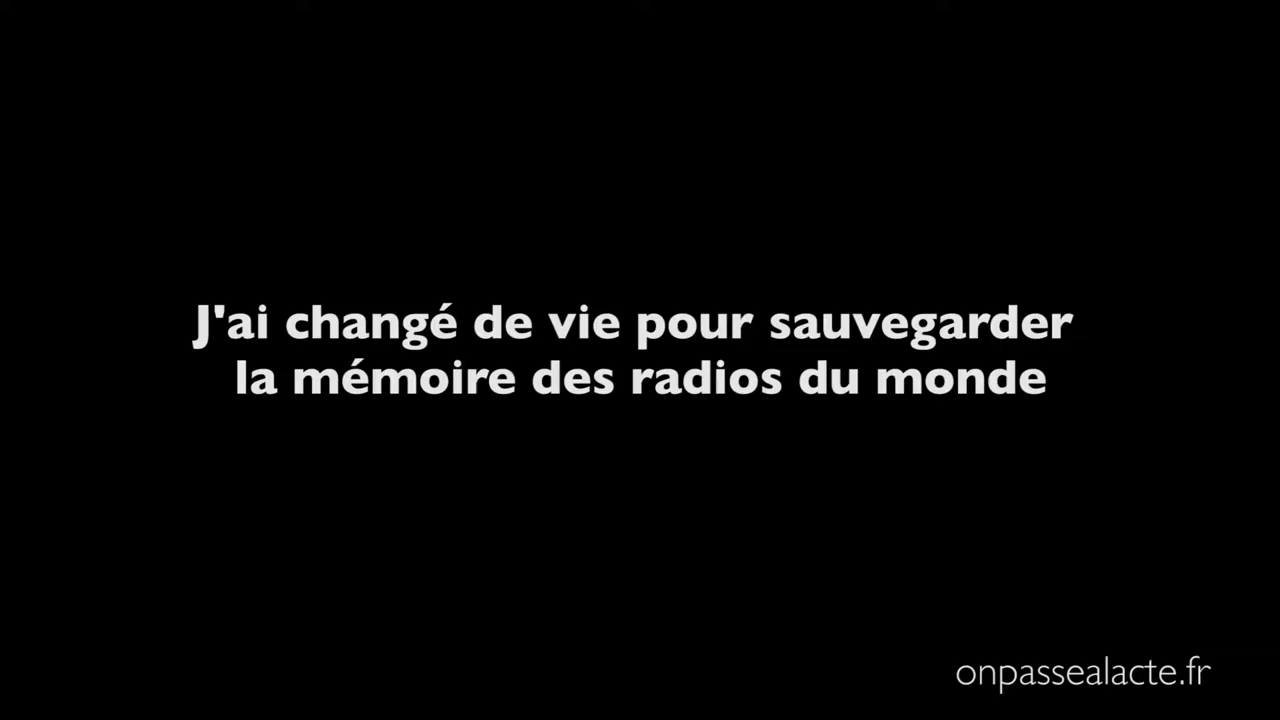 J'ai changé de vie pour sauvegarder
la mémoire des radios du monde
onpassealacte.fr